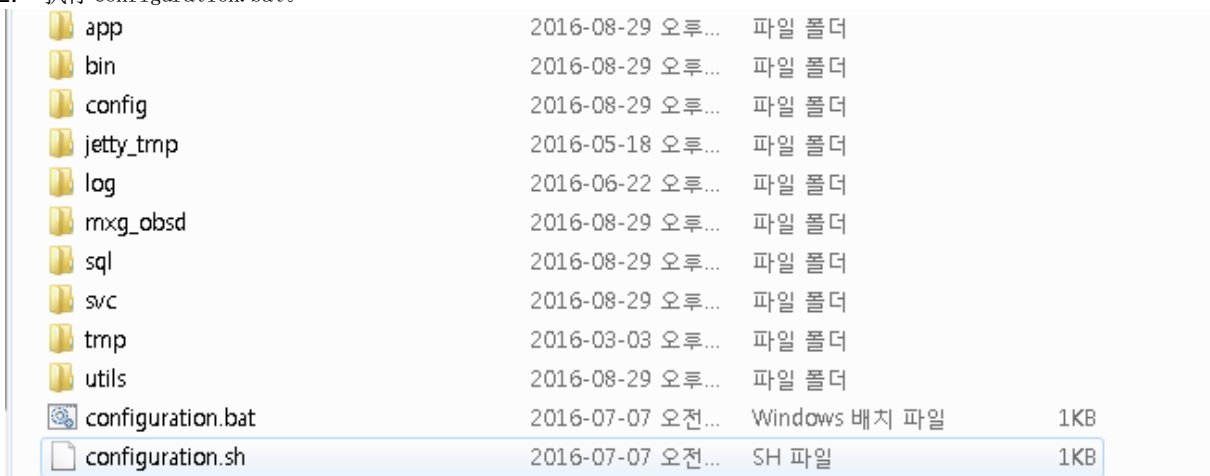 2. 执行 configuration.bat。
app 2016-08-29 오후... 파일 폴더
bin 2016-08-29 오후... 파일 폴더
config 2016-08-29 오후... 파일 폴더
jetty_tmp 2016-05-18 오후... 파일 폴더
log 2016-06-22 오후... 파일 폴더
mxg_obsd 2016-08-29 오후... 파일 폴더
sql 2016-08-29 오후... 파일 폴더
svc 2016-08-29 오후... 파일 폴더
tmp 2016-03-03 오후... 파일 폴더
utils 2016-08-29 오후... 파일 폴더
configuration.bat 2016-07-07 오전... Windows 배치 파일 1KB
configuration.sh 2016-07-07 오전... SH 파일 1KB